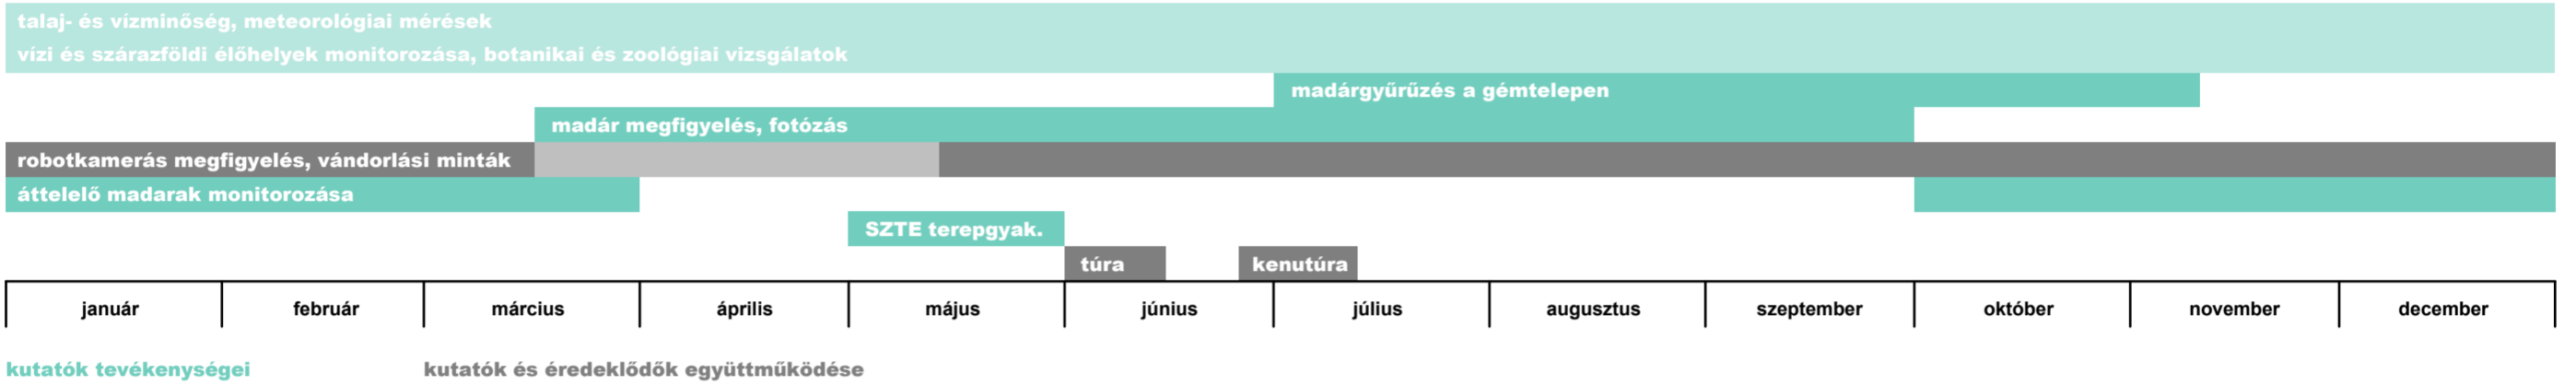 talaj- és vízminőség, meteorológiai mérések
vízi és szárazföldi élőhelyek monitorozása, botanikai és zoológiai vizsgálatok
madárgyűrűzés a gémtelepen
madár megfigyelés, fotózás
robotkamerás megfigyelés, vándorlási minták
áttelelő madarak monitorozása
SZTE terepgyak.
túra kenutúra
január február március április május június július augusztus szeptember október november december
kutatók tevékenységei kutatók és éredeklődők együttműködése